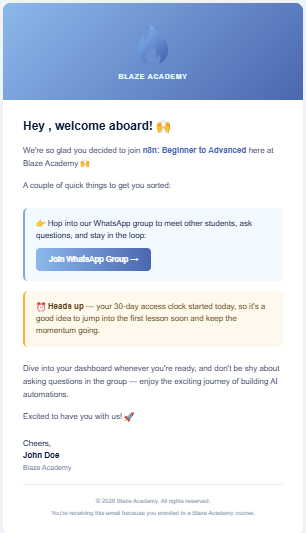 BLAZE ACADEMY
Hey , welcome aboard! 🙌
We're so glad you decided to join n8n: Beginner to Advanced here at
Blaze Academy 🙌
A couple of quick things to get you sorted:
👉 Hop into our WhatsApp group to meet other students, ask
questions, and stay in the loop:
Join WhatsApp Group →
⏰ Heads up — your 30-day access clock started today, so it's a
good idea to jump into the first lesson soon and keep the
momentum going.
Dive into your dashboard whenever you're ready, and don't be shy about
asking questions in the group — enjoy the exciting journey of building AI
automations.
Excited to have you with us! 🚀
Cheers,
John Doe
Blaze Academy
© 2026 Blaze Academy. All rights reserved.
You're receiving this email because you enrolled in a Blaze Academy course.